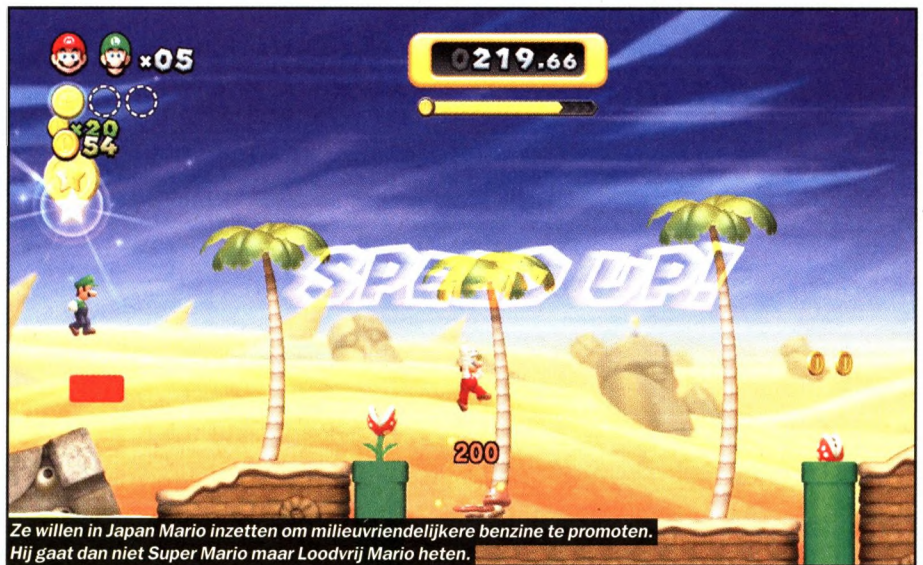 ×05
0219.66
×20
54
SPEED UP!
200
Ze willen in Japan Mario inzetten om milieuvriendelijkere benzine te promoten.
Hij gaat dan niet Super Mario maar Loodvrij Mario heten.